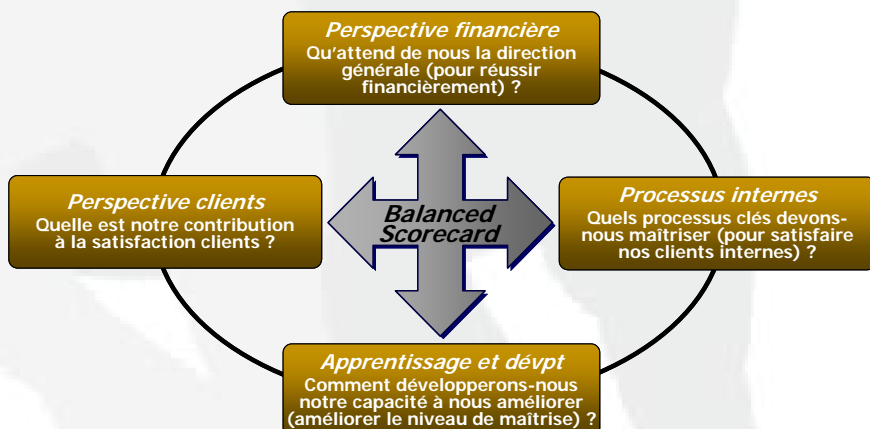 Perspective financière
Qu'attend de nous la direction
générale (pour réussir
financièrement) ?
Perspective clients
Quelle est notre contribution
à la satisfaction clients ?
Balanced
Scorecard
Processus internes
Quels processus clés devons-
nous maîtriser (pour satisfaire
nos clients internes) ?
Apprentissage et dévpt
Comment développerons-nous
notre capacité à nous améliorer
(améliorer le niveau de maîtrise) ?